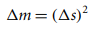 Δm = (Δs)²